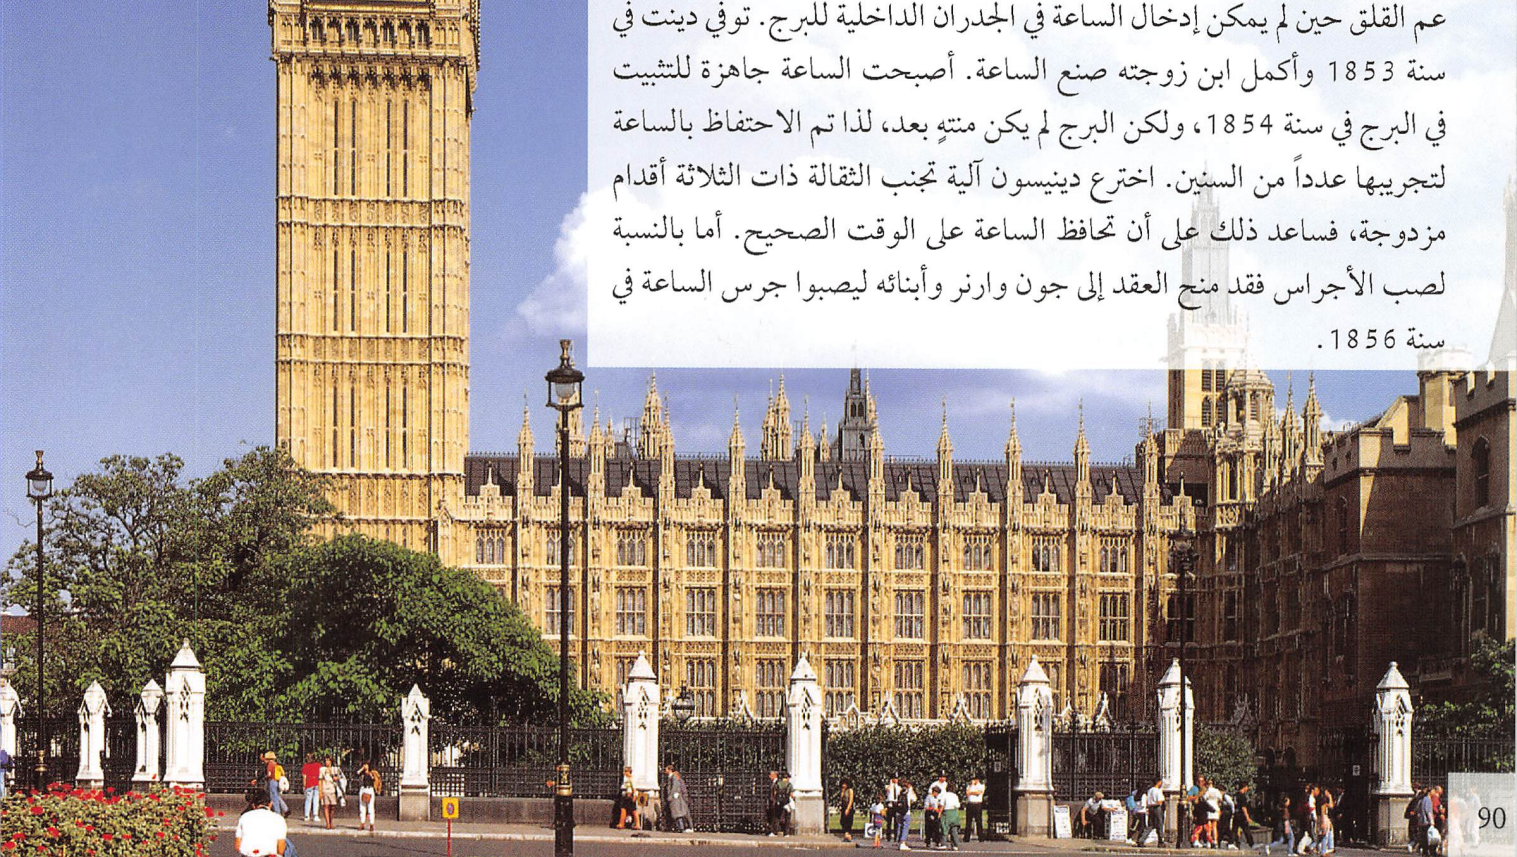 عم القلق حين لم يمكن إدخال الساعة في الجدران الداخلية للبرج. توفي دينت في
سنة 1853 وأكمل ابن زوجته صنع الساعة. أصبحت الساعة جاهزة للتثبيت
في البرج في سنة 1854، ولكن البرج لم يكن منتهٍ بعد، لذا تم الاحتفاظ بالساعة
لتجريبها عدداً من السنين. اخترع دينيسون آلية تجنب الثقالة ذات الثلاثة أقدام
مزدوجة، فساعد ذلك على أن تحافظ الساعة على الوقت الصحيح. أما بالنسبة
لصب الأجراس فقد منح العقد إلى جون وارنر وأبنائه ليصبوا جرس الساعة في
سنة 1856.
90